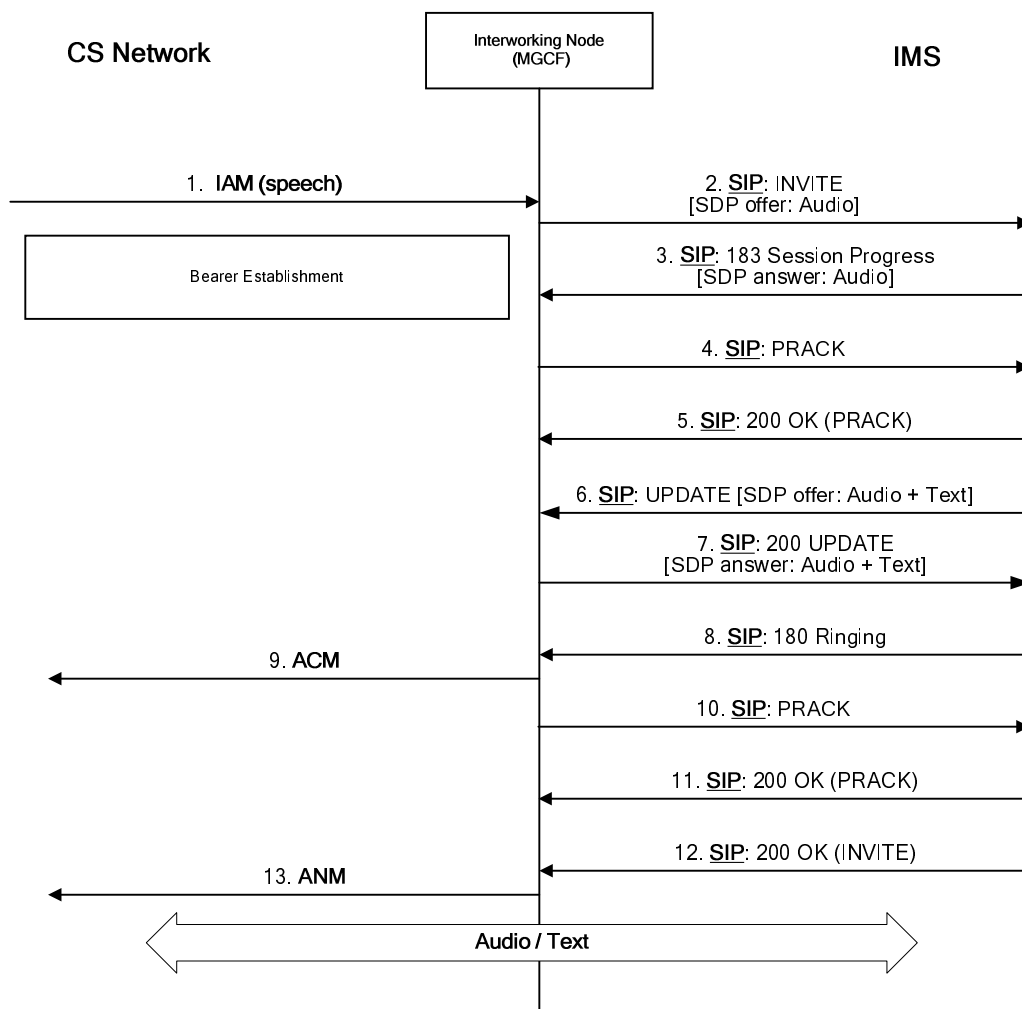 CS Network
Interworking Node
(MGCF)
IMS
1. IAM (speech)
2. SIP: INVITE
[SDP offer: Audio]
Bearer Establishment
3. SIP: 183 Session Progress
[SDP answer: Audio]
4. SIP: PRACK
5. SIP: 200 OK (PRACK)
6. SIP: UPDATE [SDP offer: Audio + Text]
7. SIP: 200 UPDATE
[SDP answer: Audio + Text]
8. SIP: 180 Ringing
9. ACM
10. SIP: PRACK
11. SIP: 200 OK (PRACK)
12. SIP: 200 OK (INVITE)
13. ANM
Audio / Text